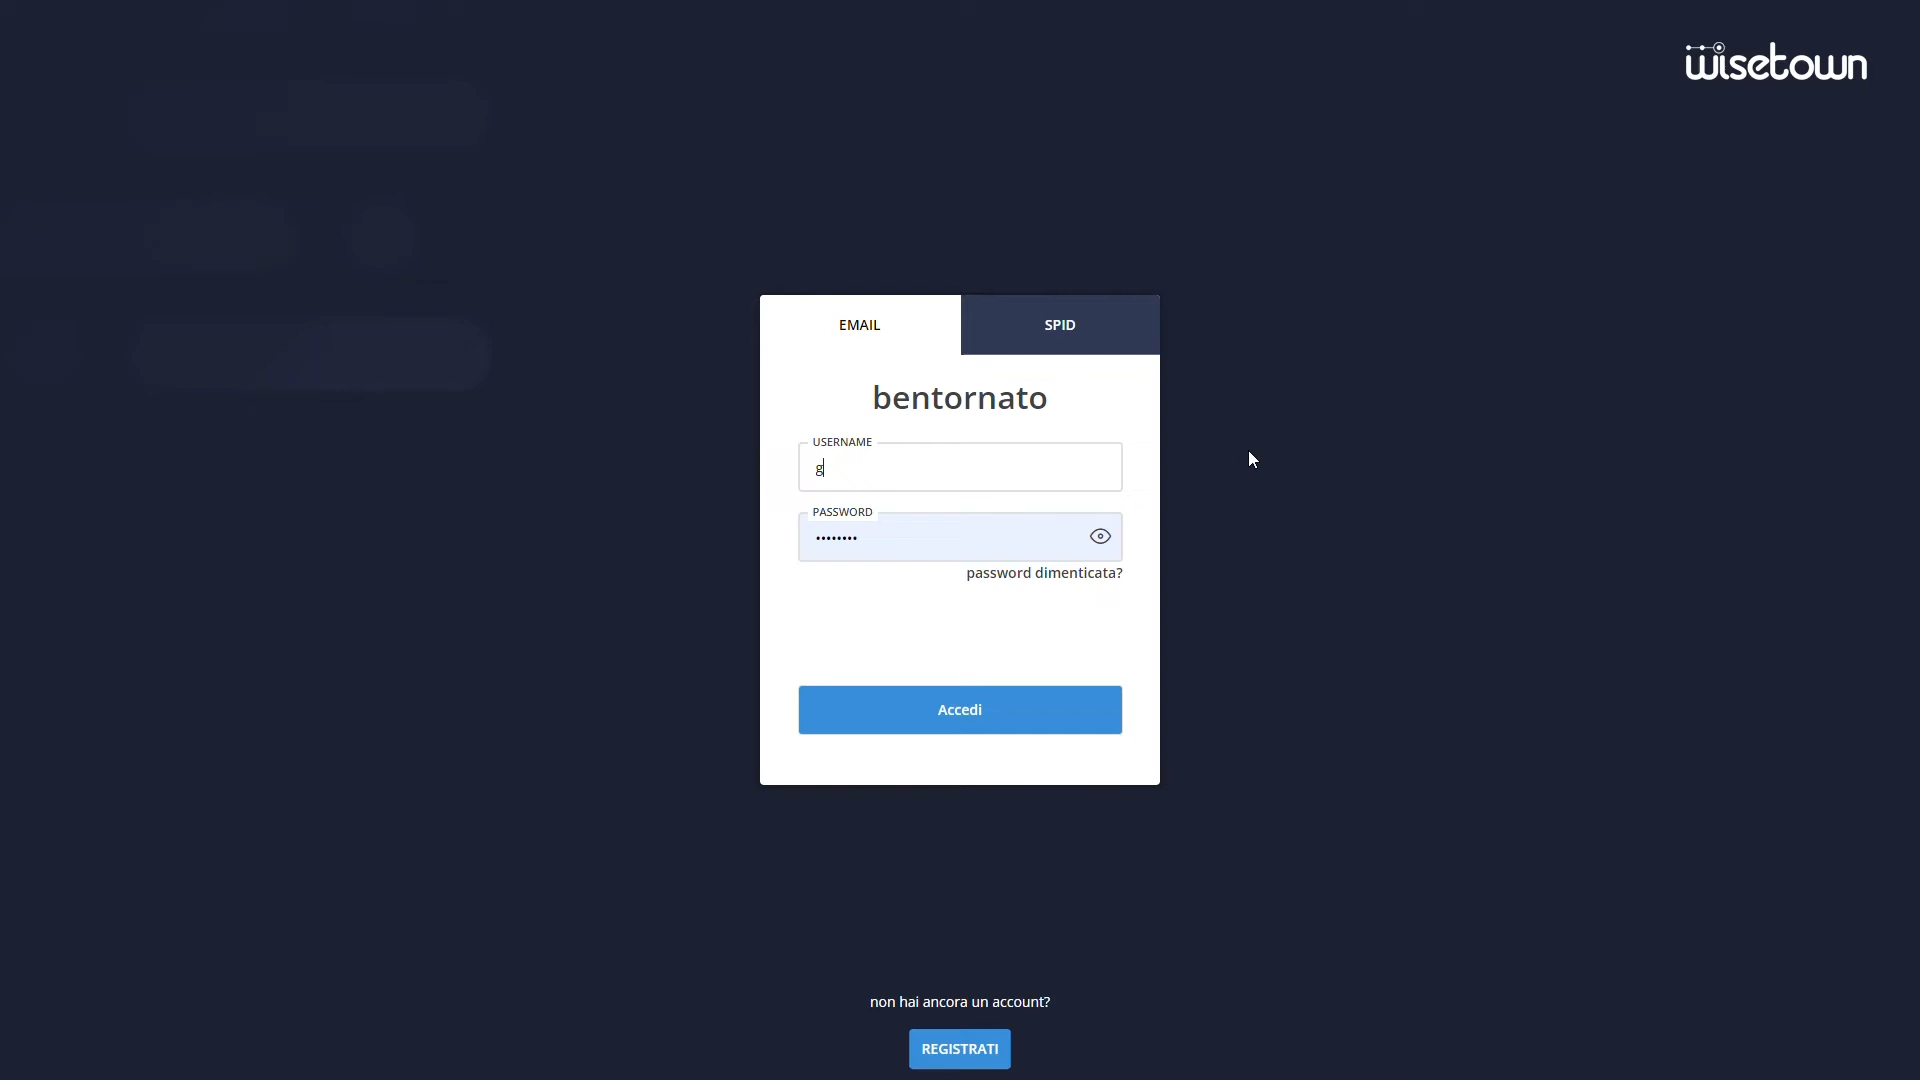 wisetown
EMAIL
SPID
bentornato
USERNAME
g
PASSWORD
••••••••
password dimenticata?
Accedi
non hai ancora un account?
REGISTRATI